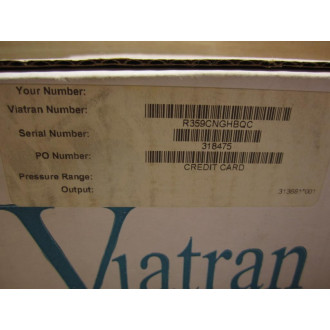 Your Number:
Viatran Number:
R359CNGHBQC
Serial Number:
318475
PO Number:
CREDIT CARD
Pressure Range:
Output:
Viatran